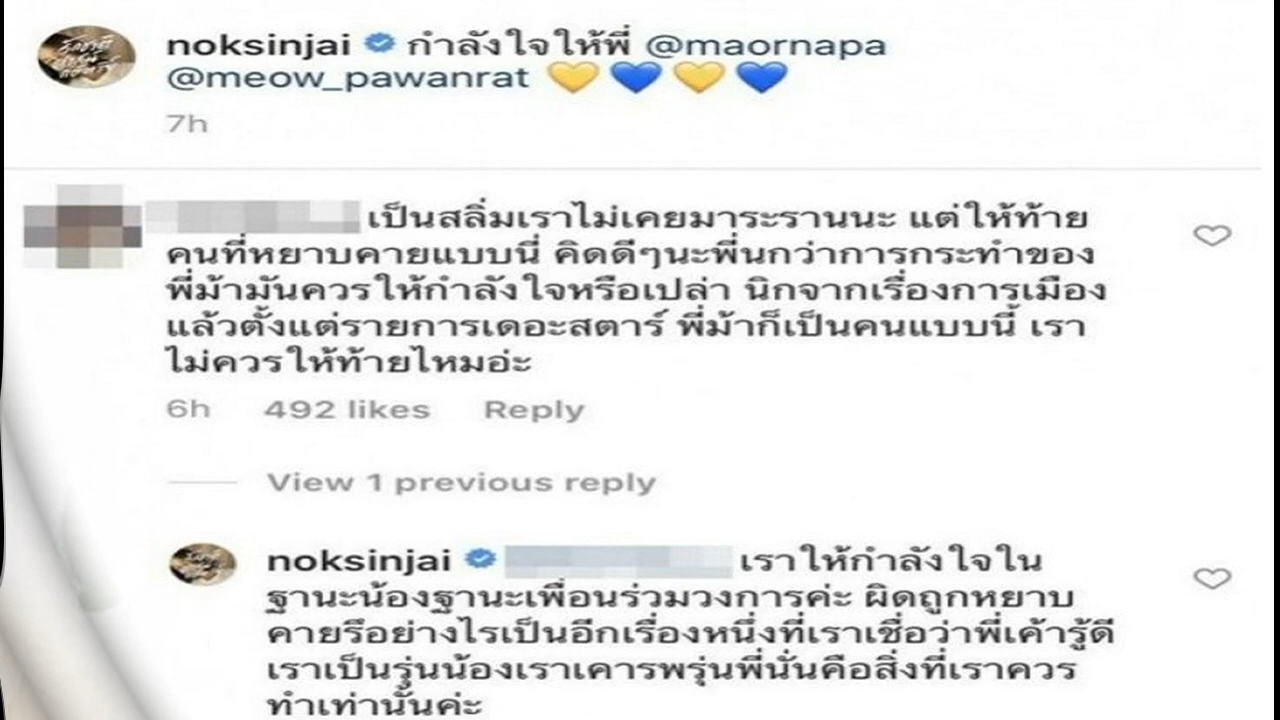 noksinjai กำลังใจให้พี่ @maornapa
@meow_pawanrat 💛💙💛💙
7h
เป็นสลิ่มเราไม่เคยมาระรานนะ แต่ให้ท้าย
คนที่หยาบคายแบบนี่ คิดดีๆนะพี่นกว่าการกระทำของ
พี่ม้ามันควรให้กำลังใจหรือเปล่า นิกจากเรื่องการเมือง
แล้วตั้งแต่รายการเดอะสตาร์ พี่ม้าก็เป็นคนแบบนี้ เรา
ไม่ควรให้ท้ายไหมอ่ะ
6h 492 likes Reply
View 1 previous reply
noksinjai เราให้กำลังใจใน
ฐานะน้องฐานะเพื่อนร่วมวงการค่ะ ผิดถูกหยาบ
คายรึอย่างไรเป็นอีกเรื่องหนึ่งที่เราเชื่อว่าพี่เค้ารู้ดี
เราเป็นรุ่นน้องเราเคารพรุ่นพี่นั่นคือสิ่งที่เราควร
ทำเท่านั้นค่ะ